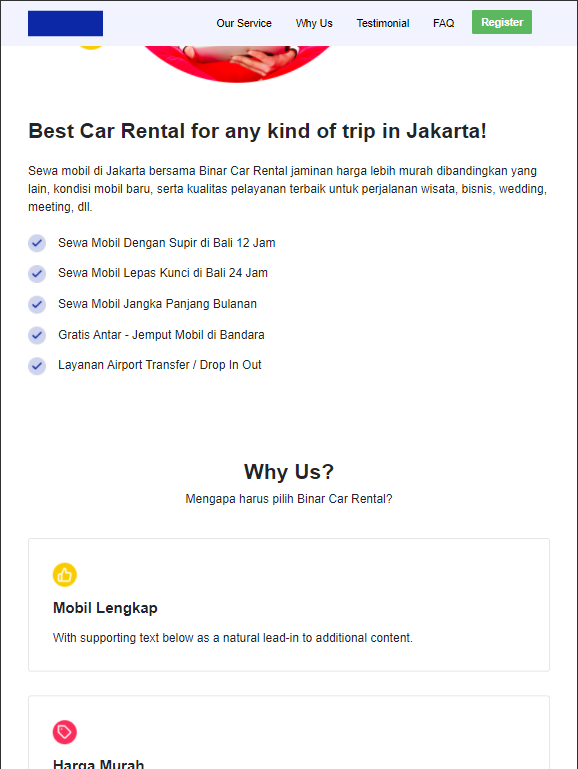 Our Service Why Us Testimonial FAQ Register
Best Car Rental for any kind of trip in Jakarta!
Sewa mobil di Jakarta bersama Binar Car Rental jaminan harga lebih murah dibandingkan yang
lain, kondisi mobil baru, serta kualitas pelayanan terbaik untuk perjalanan wisata, bisnis, wedding,
meeting, dll.
Sewa Mobil Dengan Supir di Bali 12 Jam
Sewa Mobil Lepas Kunci di Bali 24 Jam
Sewa Mobil Jangka Panjang Bulanan
Gratis Antar - Jemput Mobil di Bandara
Layanan Airport Transfer / Drop In Out
Why Us?
Mengapa harus pilih Binar Car Rental?
Mobil Lengkap
With supporting text below as a natural lead-in to additional content.
Harga Murah